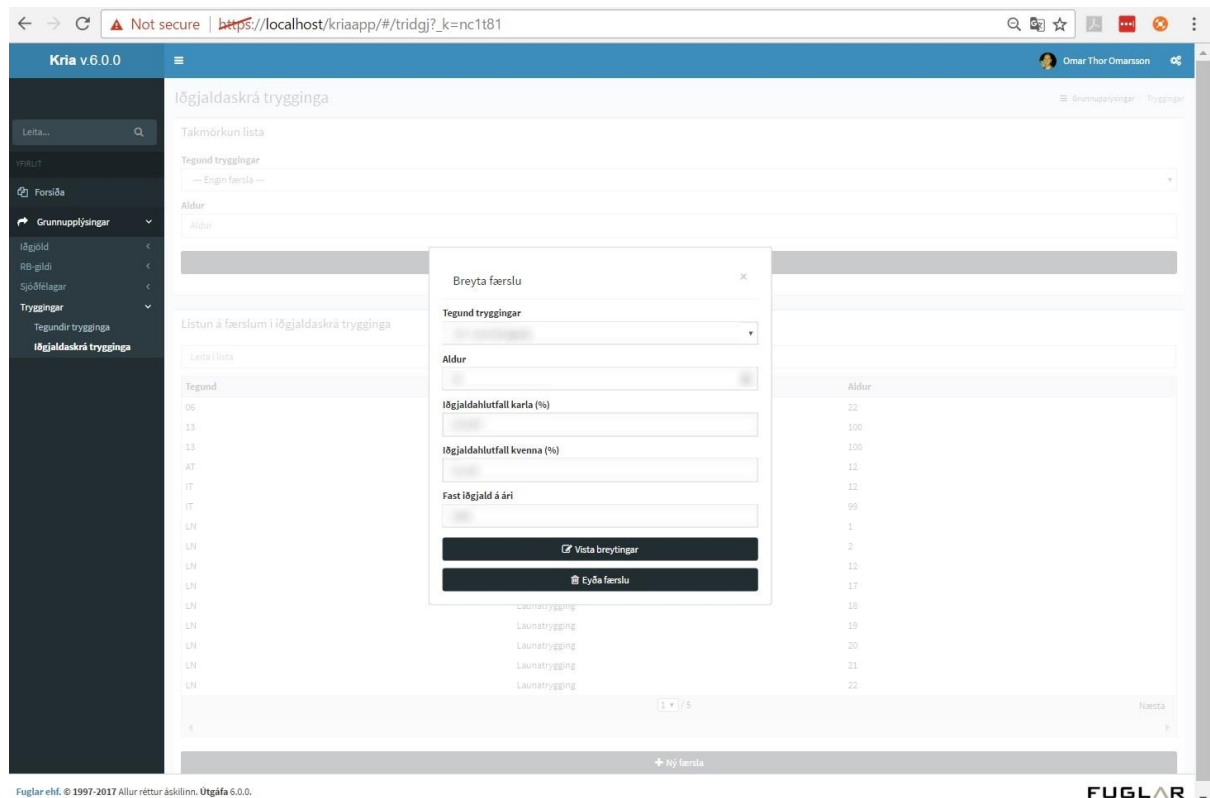 Not secure | https://localhost/kriaapp/#/tridgj?_k=nc1t81
Kria v.6.0.0
Omar Thor Omarsson
Iðgjaldaskrá trygginga
Grunnupplýsingar Tryggingar
Leita...
YFIRLIT
Forsíða
Grunnupplýsingar
Iðgjöld
RB-gildi
Sjóðfélagar
Tryggingar
Tegundir trygginga
Iðgjaldaskrá trygginga
Takmörkun lista
Tegund tryggingar
--- Engin færsla ---
Aldur
Aldur
Listun á færslum í iðgjaldaskrá trygginga
Leita í lista
Tegund Aldur
06 22
13 100
13 100
AT 12
IT 12
IT 99
LN 1
LN 2
LN 12
LN 17
LN Launatrygging 18
LN Launatrygging 19
LN Launatrygging 20
LN Launatrygging 21
LN Launatrygging 22
1 / 5 Næsta
Ný færsla
Breyta færslu ×
Tegund tryggingar
Aldur
Iðgjaldahlutfall karla (%)
Iðgjaldahlutfall kvenna (%)
Fast iðgjald á ári
Vista breytingar
Eyða færslu
Fuglar ehf. © 1997-2017 Allur réttur áskilinn. Útgáfa 6.0.0.
FUGLAR